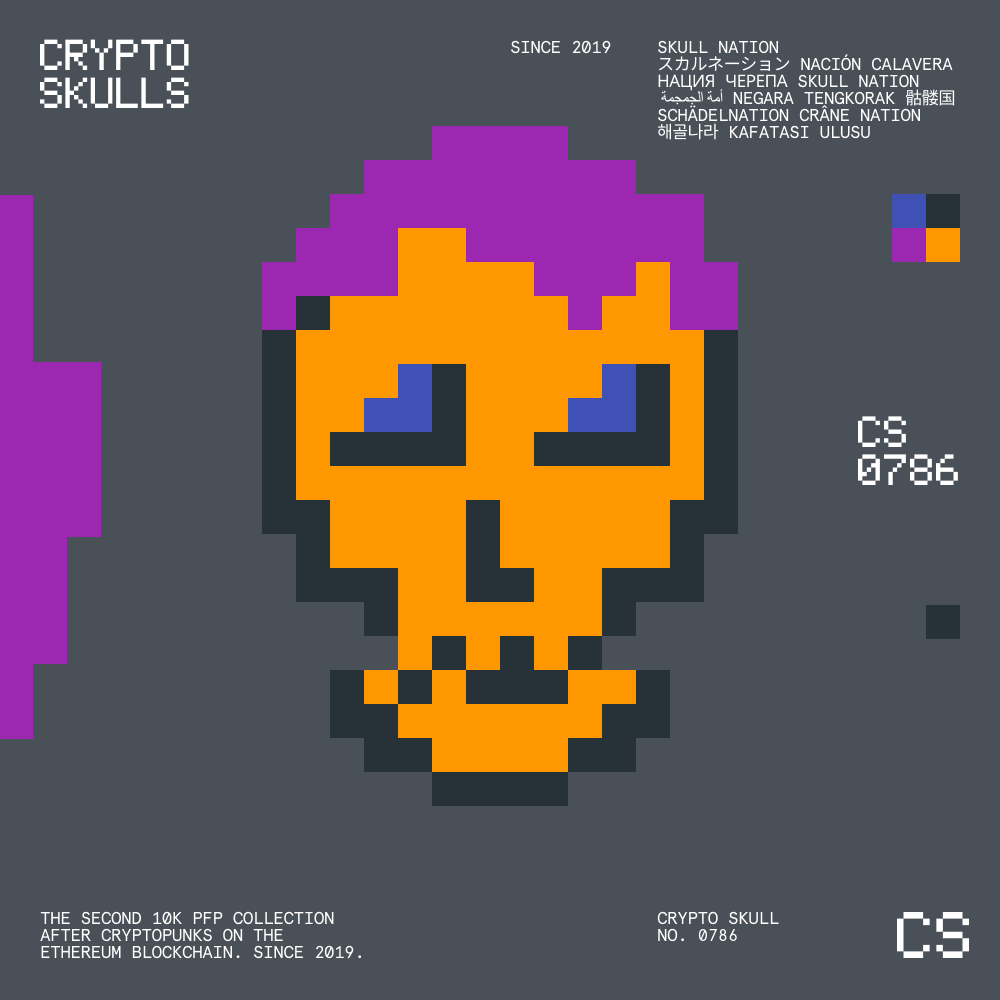 CRYPTO
SKULLS
SINCE 2019
SKULL NATION
スカルネーション NACIÓN CALAVERA
НАЦИЯ ЧЕРЕПА SKULL NATION
أمة الجمجمة NEGARA TENGKORAK 骷髅国
SCHÄDELNATION CRÂNE NATION
해골나라 KAFATASI ULUSU
CS
0786
THE SECOND 10K PFP COLLECTION
AFTER CRYPTOPUNKS ON THE
ETHEREUM BLOCKCHAIN. SINCE 2019.
CRYPTO SKULL
NO. 0786
CS